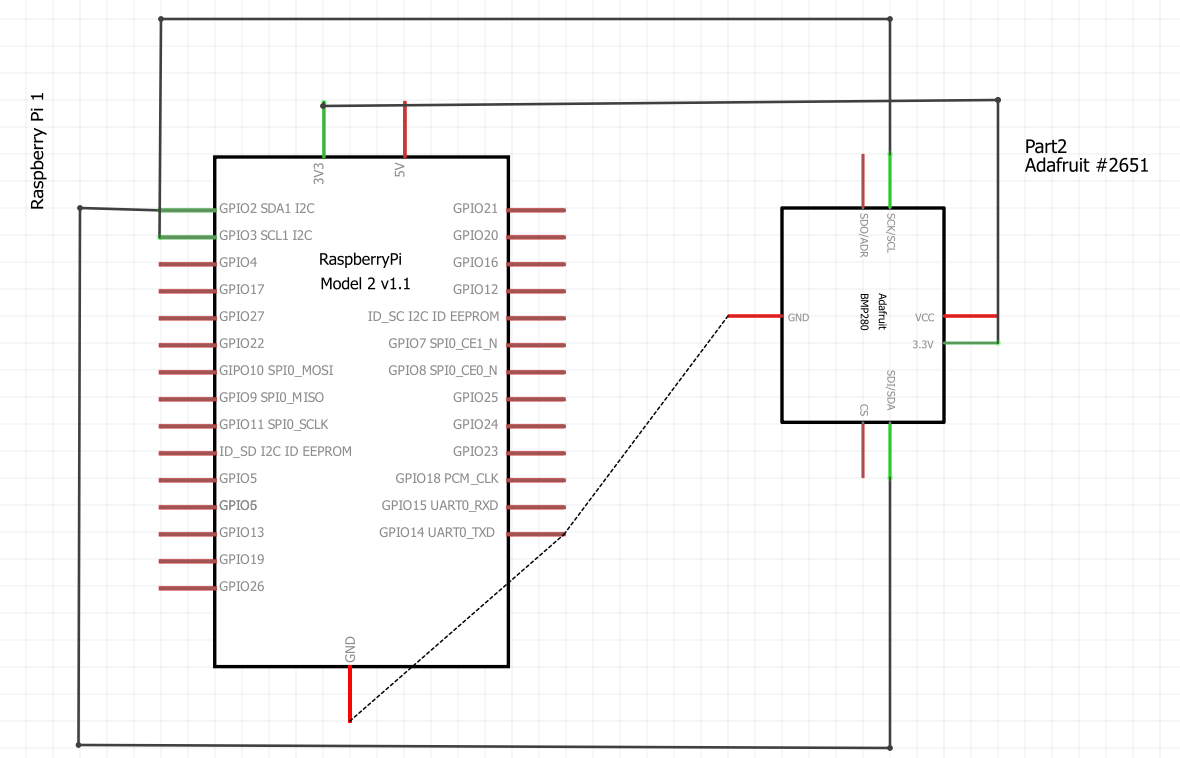 Raspberry Pi 1
3V3
5V
GPIO2 SDA1 I2C
GPIO3 SCL1 I2C
GPIO4
GPIO17
GPIO27
GPIO22
GIPO10 SPI0_MOSI
GPIO9 SPI0_MISO
GPIO11 SPI0_SCLK
ID_SD I2C ID EEPROM
GPIO5
GPIO6
GPIO13
GPIO19
GPIO26
RaspberryPi
Model 2 v1.1
GPIO21
GPIO20
GPIO16
GPIO12
ID_SC I2C ID EEPROM
GPIO7 SPI0_CE1_N
GPIO8 SPI0_CE0_N
GPIO25
GPIO24
GPIO23
GPIO18 PCM_CLK
GPIO15 UART0_RXD
GPIO14 UART0_TXD
GND
Part2
Adafruit #2651
SDO/ADR
SCK/SCL
GND
Adafruit
BMP280
VCC
3.3V
CS
SDI/SDA